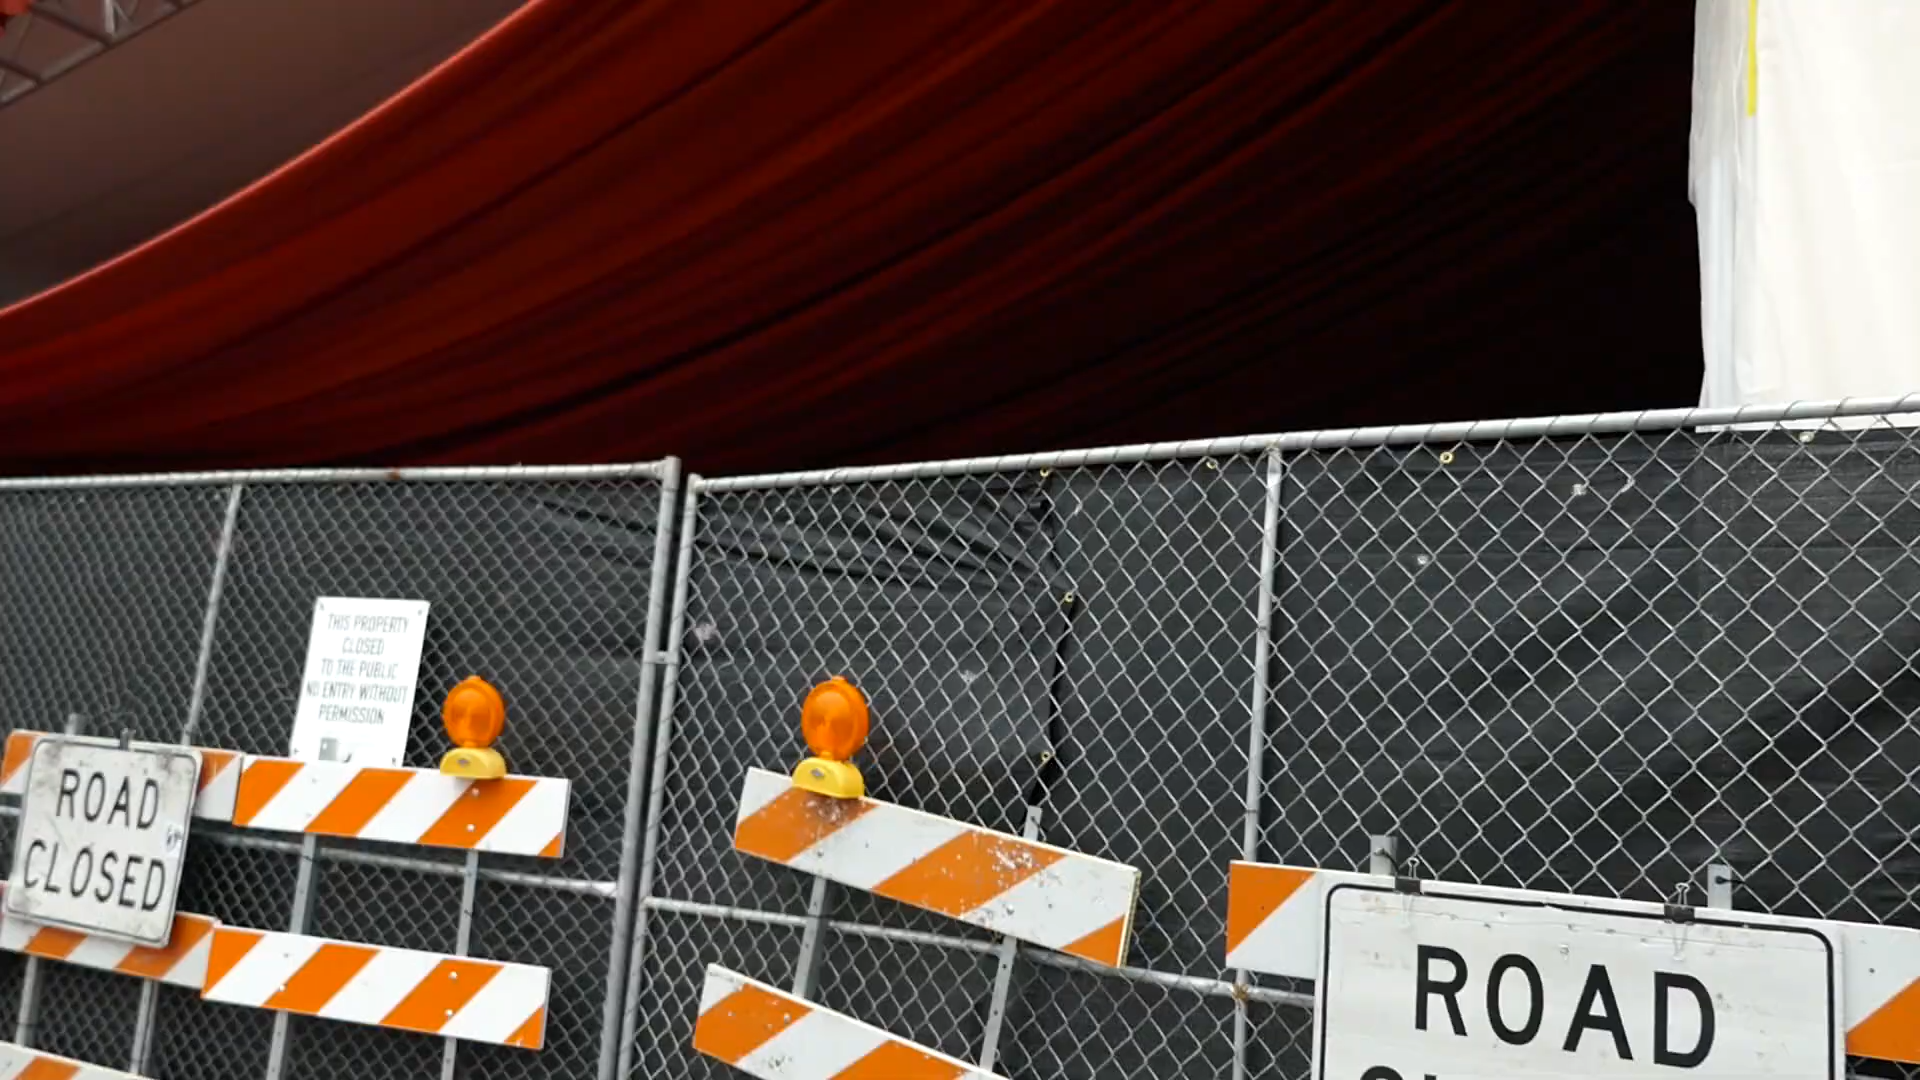 THIS PROPERTY
CLOSED
TO THE PUBLIC
NO ENTRY WITHOUT
PERMISSION
ROAD
CLOSED
ROAD